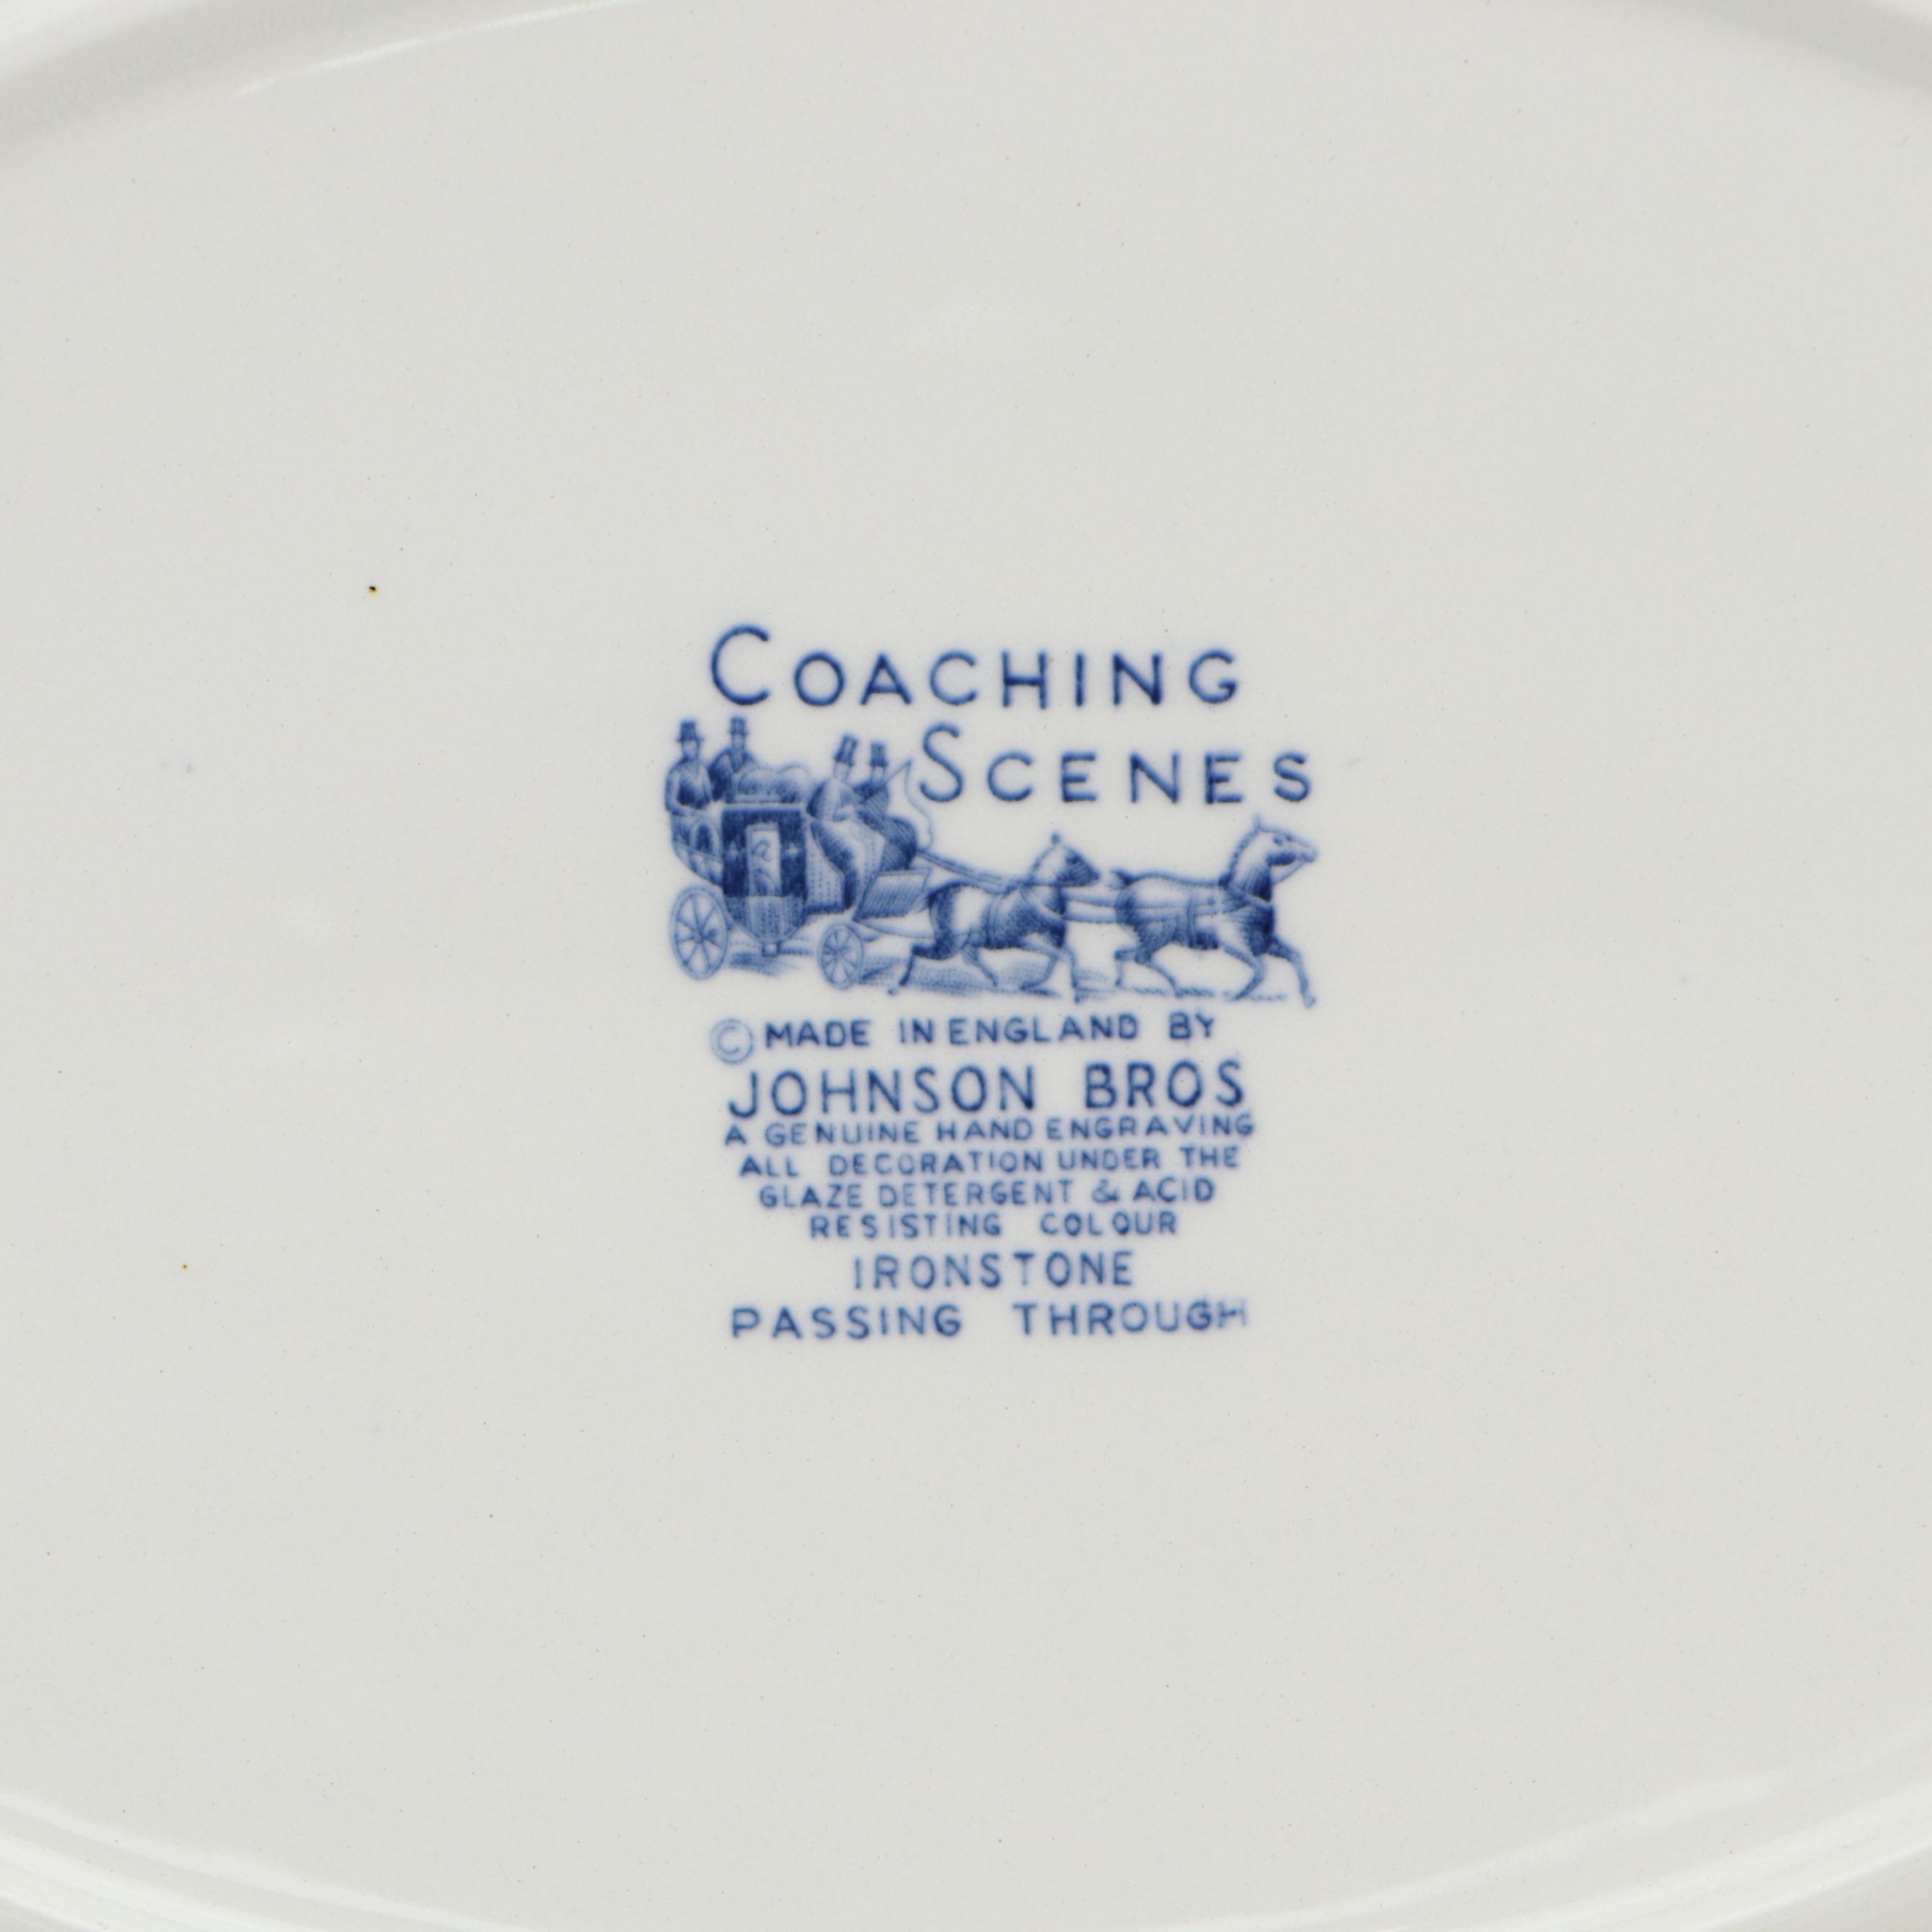 COACHING
SCENES
© MADE IN ENGLAND BY
JOHNSON BROS
A GENUINE HAND ENGRAVING
ALL DECORATION UNDER THE
GLAZE DETERGENT & ACID
RESISTING COLOUR
IRONSTONE
PASSING THROUGH